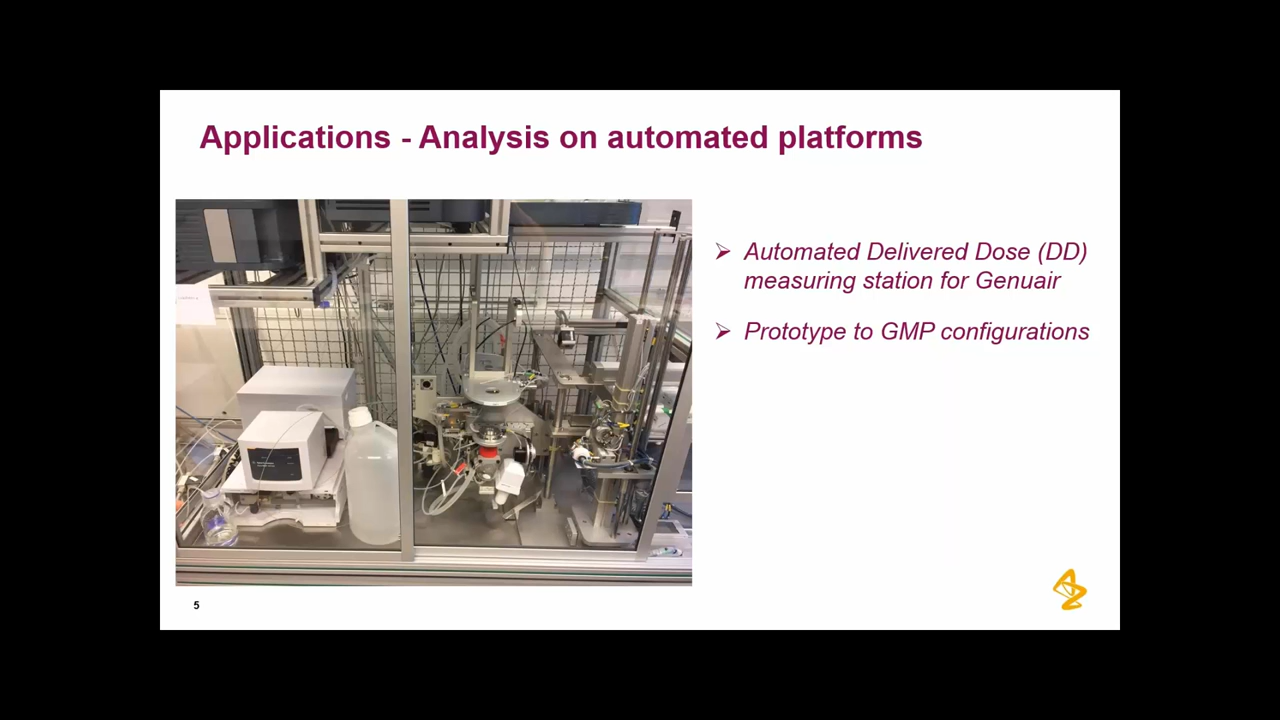 Applications - Analysis on automated platforms
➢ Automated Delivered Dose (DD)
measuring station for Genuair
➢ Prototype to GMP configurations
5